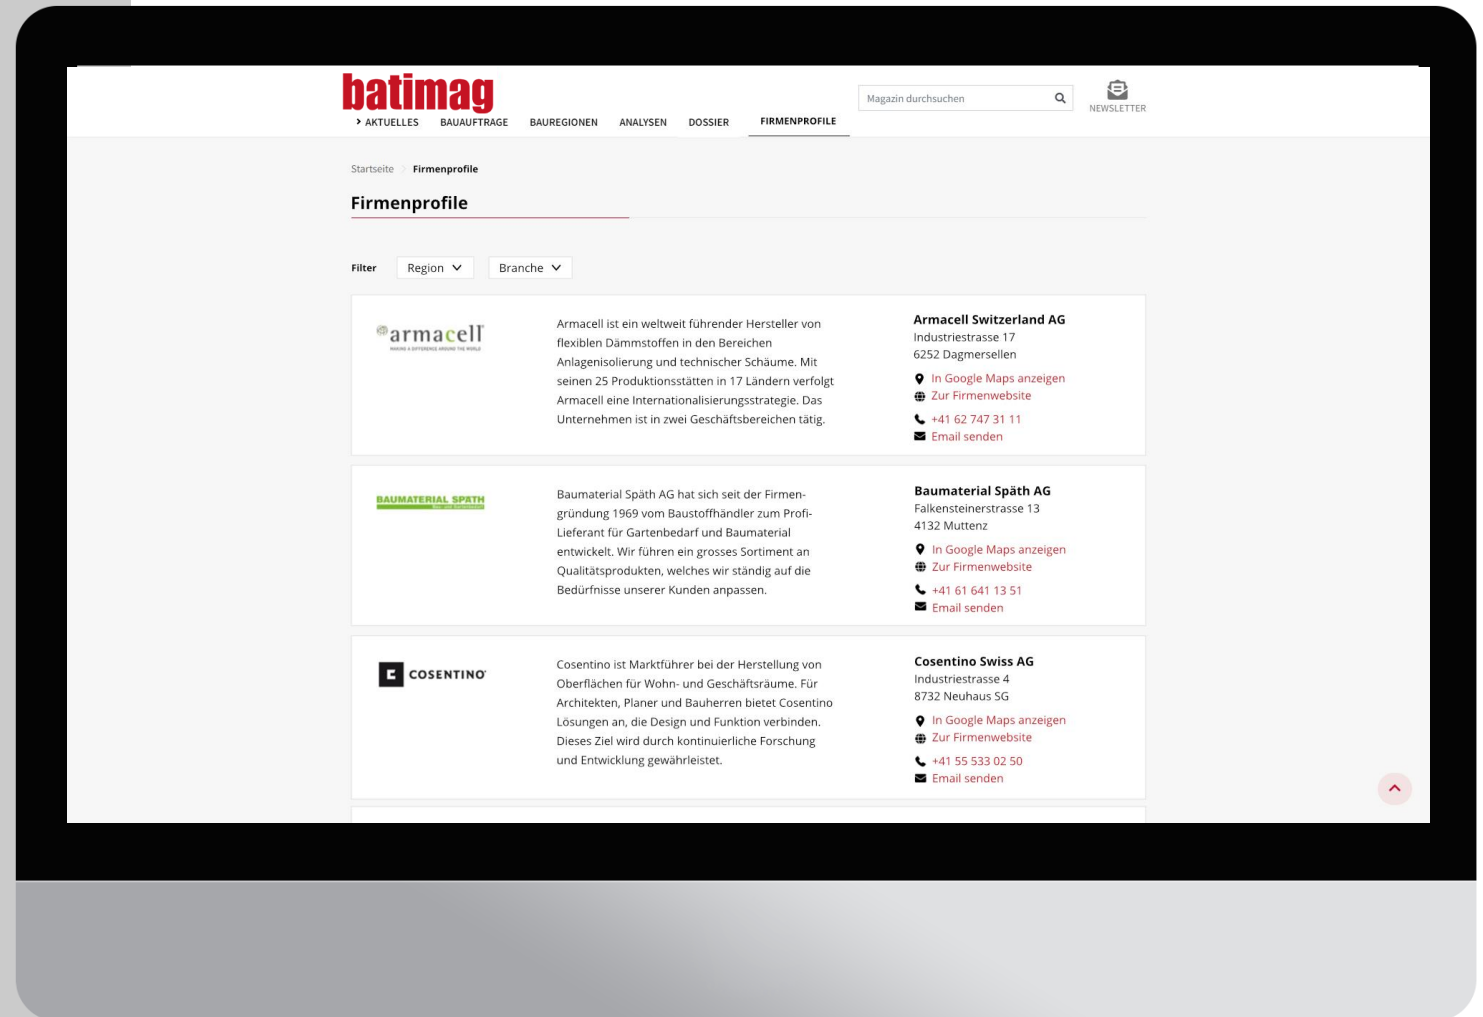 batimag
Magazin durchsuchen
NEWSLETTER
> AKTUELLES BAUAUFTRAGE BAUREGIONEN ANALYSEN DOSSIER FIRMENPROFILE
Startseite > Firmenprofile
Firmenprofile
Filter Region Branche
armacell
MAKING A DIFFERENCE AROUND THE WORLD
Armacell ist ein weltweit führender Hersteller von
flexiblen Dämmstoffen in den Bereichen
Anlagenisolierung und technischer Schäume. Mit
seinen 25 Produktionsstätten in 17 Ländern verfolgt
Armacell eine Internationalisierungsstrategie. Das
Unternehmen ist in zwei Geschäftsbereichen tätig.
Armacell Switzerland AG
Industriestrasse 17
6252 Dagmersellen
In Google Maps anzeigen
Zur Firmenwebsite
+41 62 747 31 11
Email senden
BAUMATERIAL SPÄTH
Baumaterial Späth AG hat sich seit der Firmen-
gründung 1969 vom Baustoffhändler zum Profi-
Lieferant für Gartenbedarf und Baumaterial
entwickelt. Wir führen ein grosses Sortiment an
Qualitätsprodukten, welches wir ständig auf die
Bedürfnisse unserer Kunden anpassen.
Baumaterial Späth AG
Falkensteinerstrasse 13
4132 Muttenz
In Google Maps anzeigen
Zur Firmenwebsite
+41 61 641 13 51
Email senden
COSENTINO
Cosentino ist Marktführer bei der Herstellung von
Oberflächen für Wohn- und Geschäftsräume. Für
Architekten, Planer und Bauherren bietet Cosentino
Lösungen an, die Design und Funktion verbinden.
Dieses Ziel wird durch kontinuierliche Forschung
und Entwicklung gewährleistet.
Cosentino Swiss AG
Industriestrasse 4
8732 Neuhaus SG
In Google Maps anzeigen
Zur Firmenwebsite
+41 55 533 02 50
Email senden